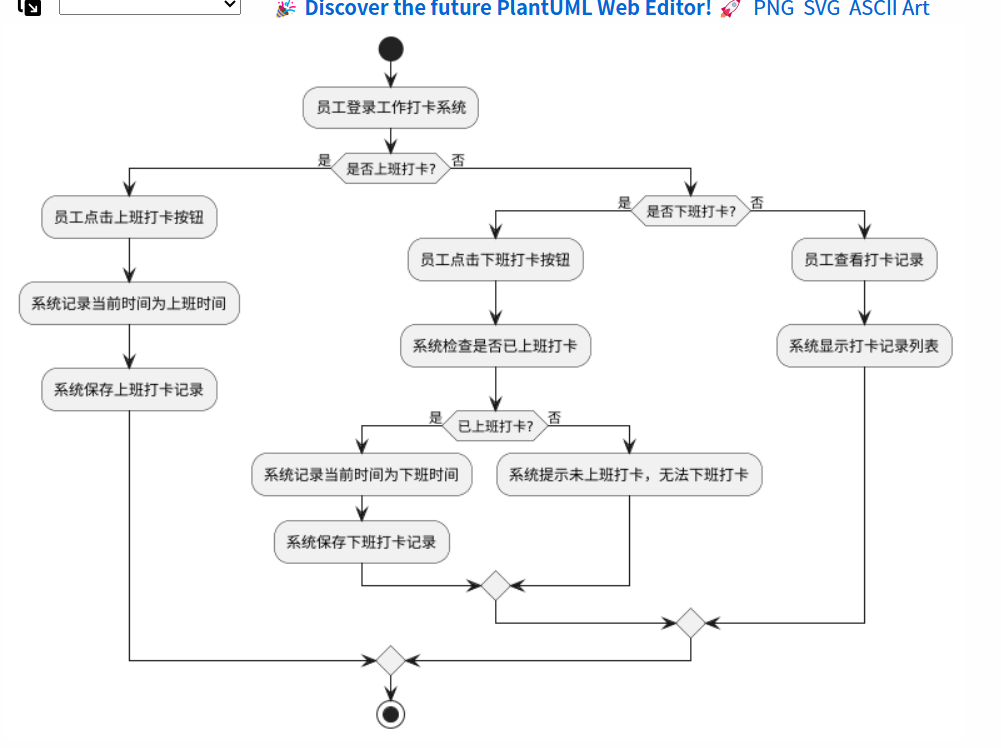 Discover the future PlantUML Web Editor! PNG SVG ASCII Art
员工登录工作打卡系统
是 是否上班打卡? 否
员工点击上班打卡按钮
是 是否下班打卡? 否
员工点击下班打卡按钮
员工查看打卡记录
系统记录当前时间为上班时间
系统检查是否已上班打卡
系统显示打卡记录列表
系统保存上班打卡记录
是 已上班打卡? 否
系统记录当前时间为下班时间
系统提示未上班打卡，无法下班打卡
系统保存下班打卡记录